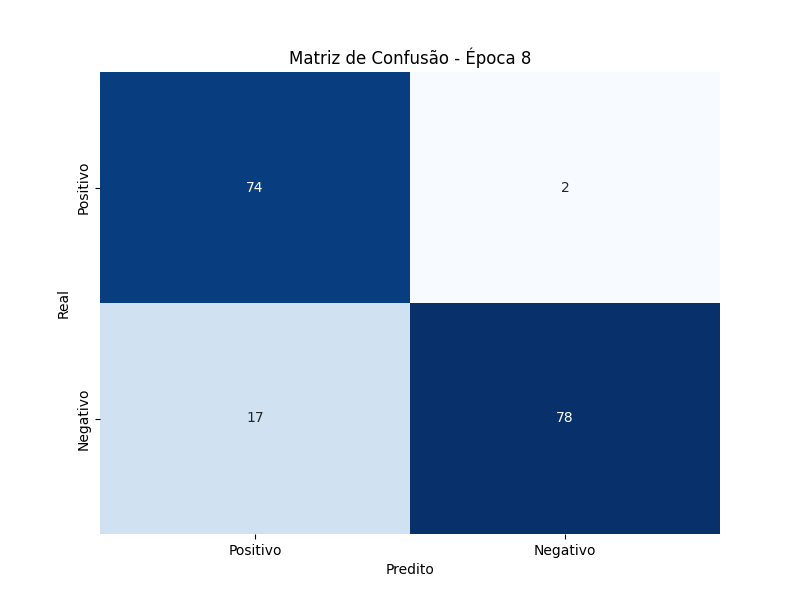 Matriz de Confusão - Época 8
Positivo
74
2
Real
Negativo
17
78
Positivo
Negativo
Predito